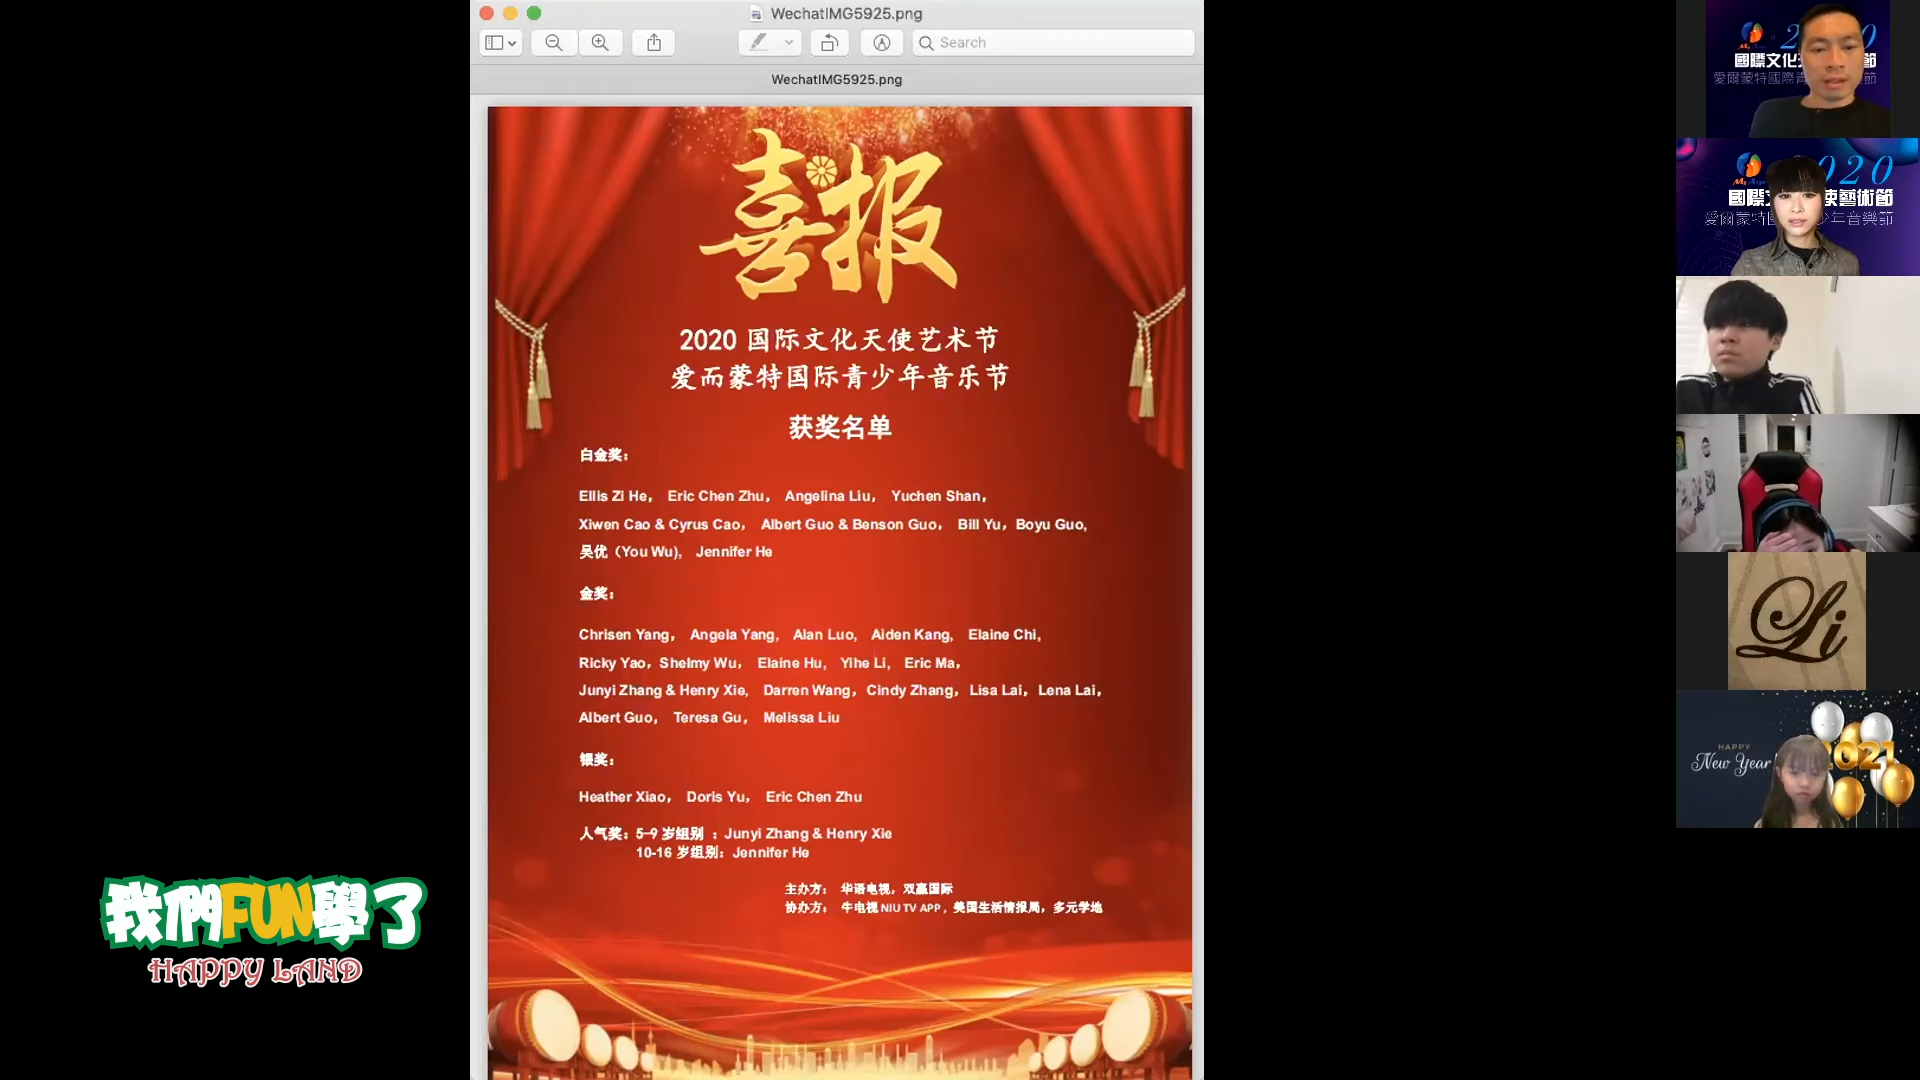 WechatIMG5925.png
Search
WechatIMG5925.png
喜报
2020 国际文化天使艺术节
爱而蒙特国际青少年音乐节
获奖名单
白金奖：
Ellis Zi He， Eric Chen Zhu， Angelina Liu， Yuchen Shan，
Xiwen Cao & Cyrus Cao， Albert Guo & Benson Guo， Bill Yu，Boyu Guo,
吴优（You Wu), Jennifer He
金奖：
Chrisen Yang， Angela Yang, Alan Luo, Aiden Kang, Elaine Chi,
Ricky Yao，Shelmy Wu， Elaine Hu, Yihe Li, Eric Ma，
Junyi Zhang & Henry Xie, Darren Wang，Cindy Zhang，Lisa Lai，Lena Lai，
Albert Guo， Teresa Gu， Melissa Liu
银奖：
Heather Xiao， Doris Yu， Eric Chen Zhu
人气奖：5-9 岁组别 ：Junyi Zhang & Henry Xie
10-16 岁组别：Jennifer He
主办方： 华语电视，双赢国际
协办方： 牛电视 NIU TV APP , 美国生活情报局，多元学地
我們FUN學了
HAPPY LAND
Li
HAPPY
New Year
2021